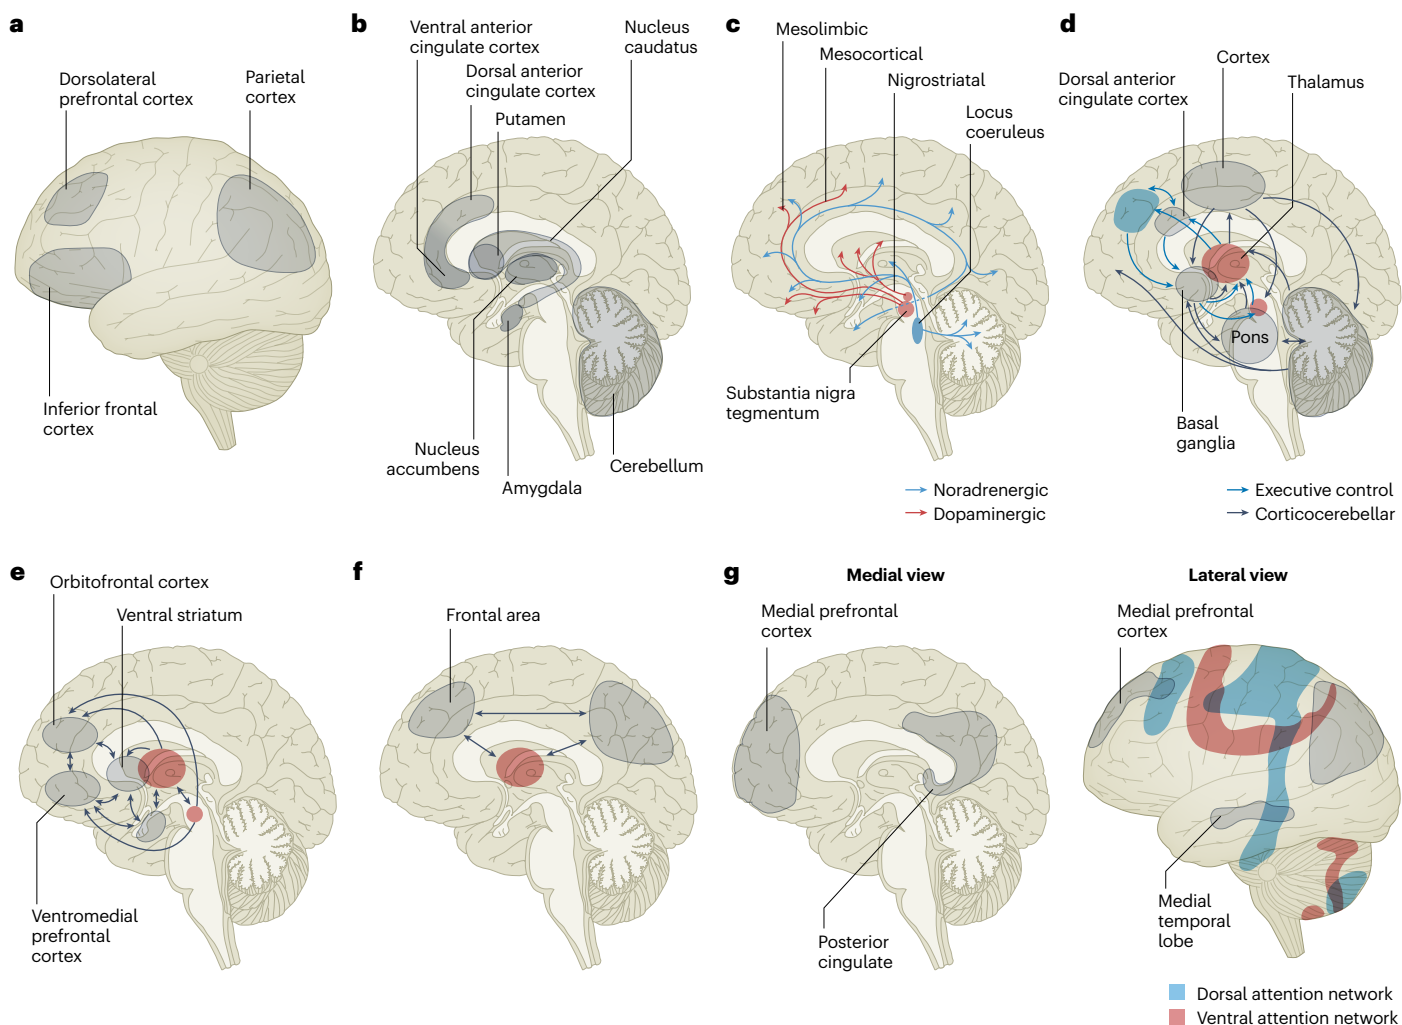 a
Dorsolateral
prefrontal cortex
Parietal
cortex
Inferior frontal
cortex
b
Ventral anterior
cingulate cortex
Dorsal anterior
cingulate cortex
Putamen
Nucleus
caudatus
Nucleus
accumbens
Amygdala
Cerebellum
c
Mesolimbic
Mesocortical
Nigrostriatal
Locus
coeruleus
Substantia nigra
tegmentum
Noradrenergic
Dopaminergic
d
Dorsal anterior
cingulate cortex
Cortex
Thalamus
Pons
Basal
ganglia
Executive control
Corticocerebellar
e
Orbitofrontal cortex
Ventral striatum
Ventromedial
prefrontal
cortex
f
Frontal area
g
Medial view
Medial prefrontal
cortex
Posterior
cingulate
Lateral view
Medial prefrontal
cortex
Medial
temporal
lobe
Dorsal attention network
Ventral attention network